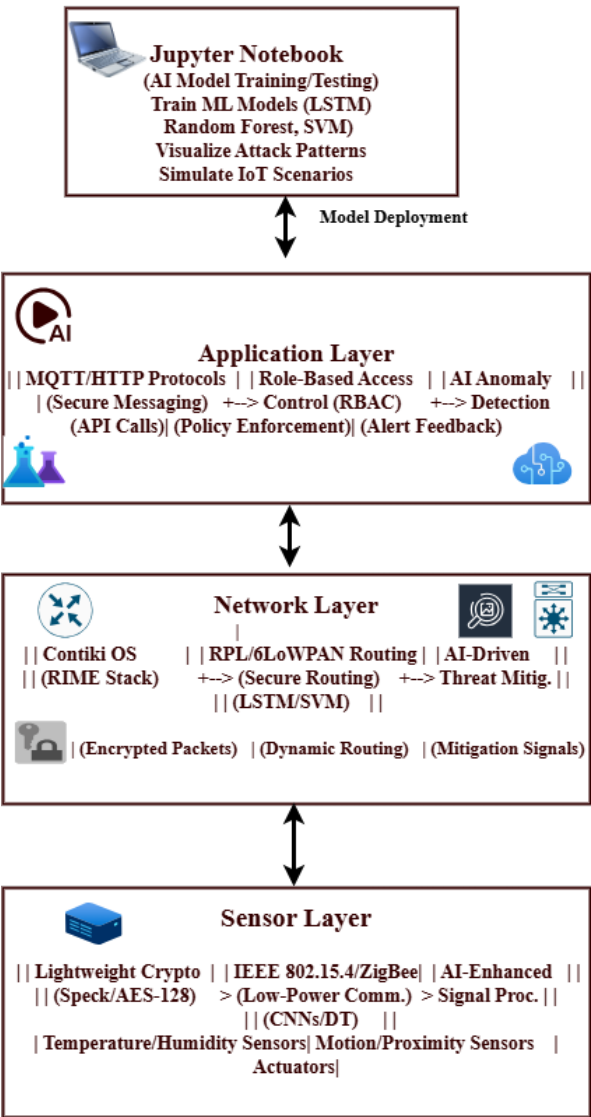 Jupyter Notebook
(AI Model Training/Testing)
Train ML Models (LSTM)
Random Forest, SVM)
Visualize Attack Patterns
Simulate IoT Scenarios
Model Deployment
AI
Application Layer
| | MQTT/HTTP Protocols | | Role-Based Access | | AI Anomaly | |
| (Secure Messaging) +--> Control (RBAC) +--> Detection
(API Calls)| (Policy Enforcement)| (Alert Feedback)
Network Layer
|
| | Contiki OS | | RPL/6LoWPAN Routing | | AI-Driven | |
| | (RIME Stack) +--> (Secure Routing) +--> Threat Mitig. | |
| | (LSTM/SVM) | |
| (Encrypted Packets) | (Dynamic Routing) | (Mitigation Signals)
Sensor Layer
| | Lightweight Crypto | | IEEE 802.15.4/ZigBee| | AI-Enhanced | |
| | (Speck/AES-128) > (Low-Power Comm.) > Signal Proc. | |
| | (CNNs/DT) | |
| Temperature/Humidity Sensors| Motion/Proximity Sensors |
Actuators|